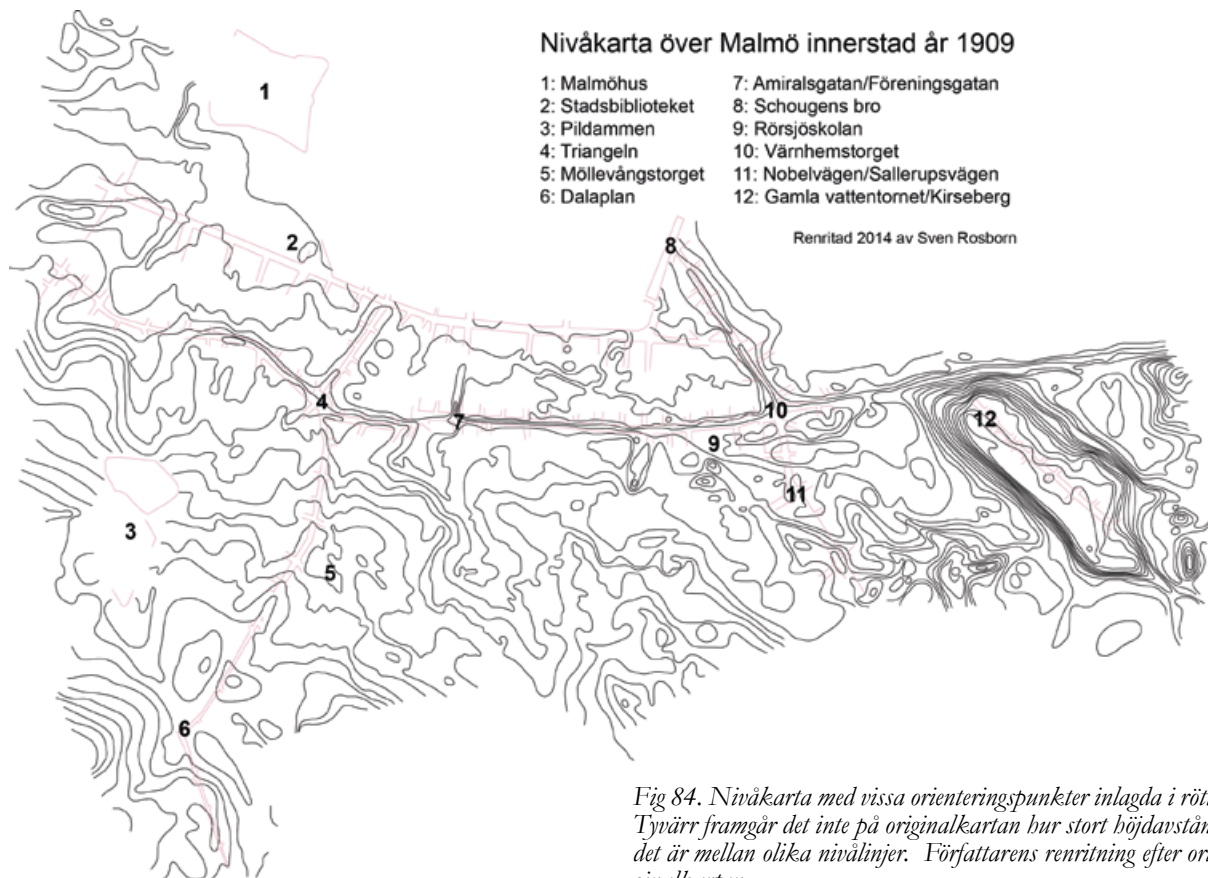 Nivåkarta över Malmö innerstad år 1909
1: Malmöhus
2: Stadsbiblioteket
3: Pildammen
4: Triangeln
5: Möllevångstorget
6: Dalaplan
7: Amiralsgatan/Föreningsgatan
8: Schougens bro
9: Rörsjöskolan
10: Värnhemstorget
11: Nobelvägen/Sallerupsvägen
12: Gamla vattentornet/Kirseberg
Renritad 2014 av Sven Rosborn
1
2
8
4
7
10
12
9
11
3
5
6
Fig 84. Nivåkarta med vissa orienteringspunkter inlagda i
Tyvärr framgår det inte på originalkartan hur stort
det är mellan olika nivålinjer. Författarens renritning efter